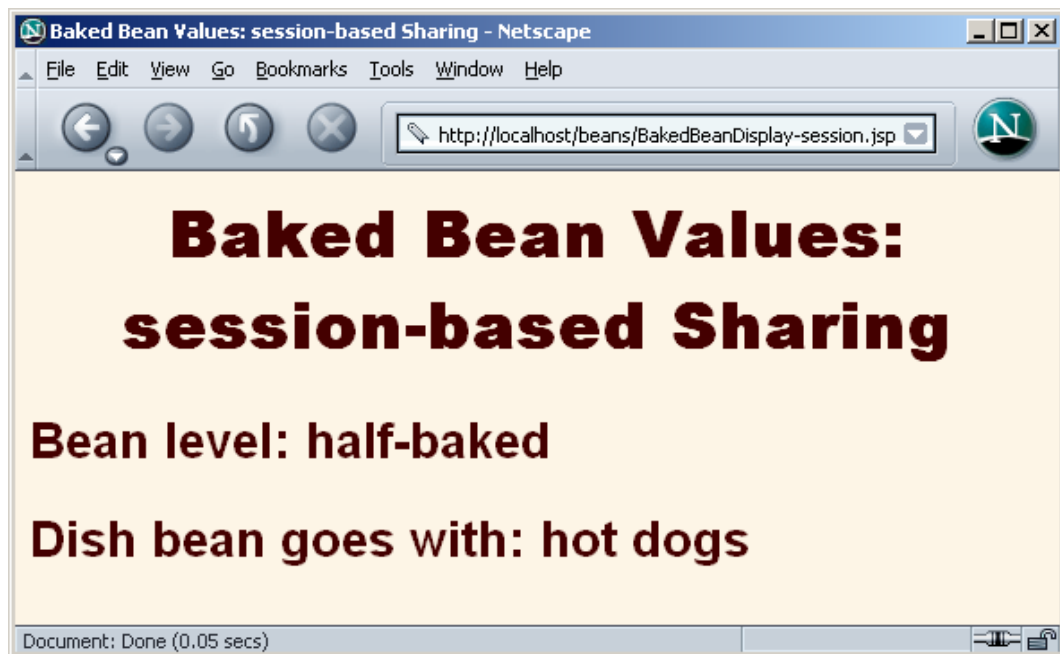 Baked Bean Values: session-based Sharing - Netscape
File Edit View Go Bookmarks Tools Window Help
http://localhost/beans/BakedBeanDisplay-session.jsp
N
Baked Bean Values:
session-based Sharing
Bean level: half-baked
Dish bean goes with: hot dogs
Document: Done (0.05 secs)